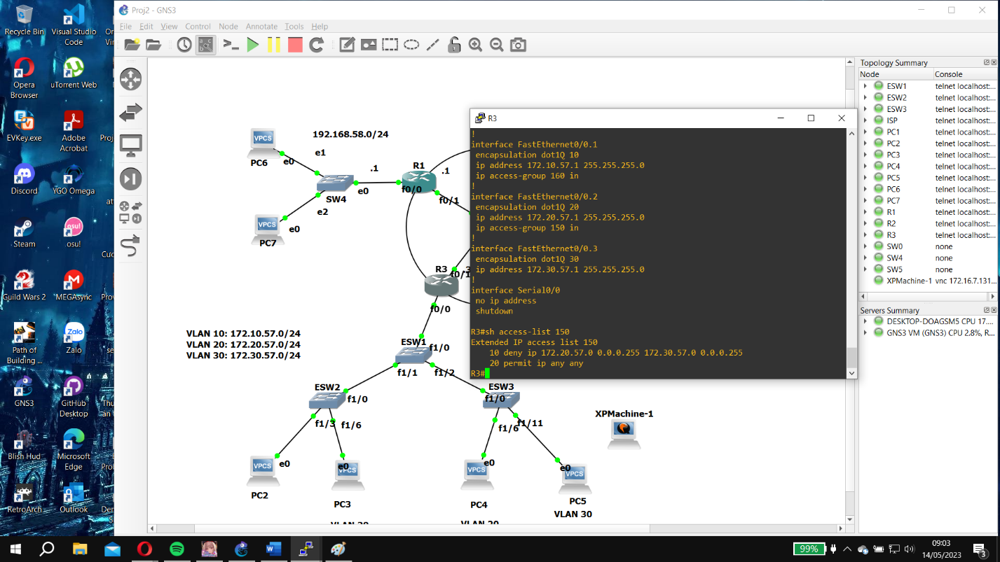 Proj2 - GNS3
File Edit View Control Node Annotate Tools Help
Recycle Bin
Visual Studio Code
Opera Browser
uTorrent Web
EVKey.exe
Adobe Acrobat
Discord
YGO Omega
Steam
osu!
Guild Wars 2
MEGAsync
Path of Building ...
Zalo
GNS3
GitHub Desktop
Blish Hud
Microsoft Edge
RetroArch
Outlook
192.168.58.0/24
VPCS
PC6
e0
e1
.1
R1
.1
f0/0
e0
SW4
e2
f0/1
VPCS
e0
PC7
R3
.3
f0/1
f0/0
VLAN 10: 172.10.57.0/24
VLAN 20: 172.20.57.0/24
VLAN 30: 172.30.57.0/24
ESW1
f1/0
f1/1
f1/2
ESW2
f1/0
f1/3
f1/6
ESW3
f1/0
f1/6
f1/11
XPMachine-1
VPCS
e0
PC2
e0
VPCS
PC3
VPCS
e0
PC4
e0
VPCS
PC5
VLAN 30
VLAN 20
R3
!
interface FastEthernet0/0.1
encapsulation dot1Q 10
ip address 172.10.57.1 255.255.255.0
ip access-group 160 in
!
interface FastEthernet0/0.2
encapsulation dot1Q 20
ip address 172.20.57.1 255.255.255.0
ip access-group 150 in
!
interface FastEthernet0/0.3
encapsulation dot1Q 30
ip address 172.30.57.1 255.255.255.0
!
interface Serial0/0
no ip address
shutdown
R3#sh access-list 150
Extended IP access list 150
10 deny ip 172.20.57.0 0.0.0.255 172.30.57.0 0.0.0.255
20 permit ip any any
R3#
Topology Summary
Node Console
ESW1 telnet localhost:...
ESW2 telnet localhost:...
ESW3 telnet localhost:...
ISP telnet localhost:...
PC1 telnet localhost:...
PC2 telnet localhost:...
PC3 telnet localhost:...
PC4 telnet localhost:...
PC5 telnet localhost:...
PC6 telnet localhost:...
PC7 telnet localhost:...
R1 telnet localhost:...
R2 telnet localhost:...
R3 telnet localhost:...
SW0 none
SW4 none
SW5 none
XPMachine-1 vnc 172.16.7.131...
Servers Summary
DESKTOP-DOAGSM5 CPU 17....
GNS3 VM (GNS3) CPU 2.8%, R...
99%
09:03
14/05/2023
3